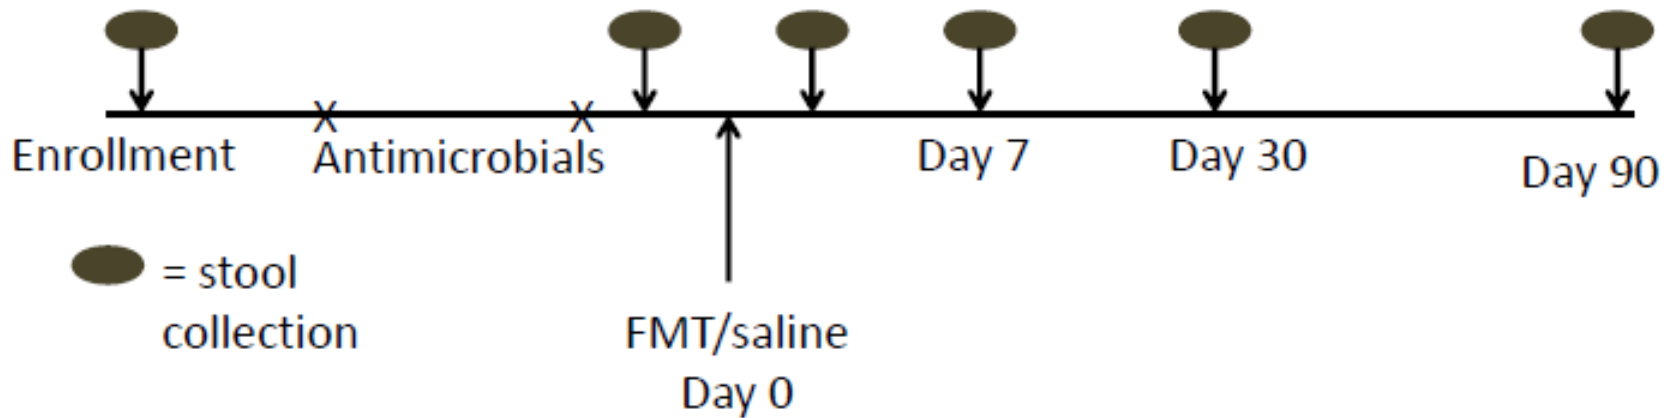 X X
Enrollment Antimicrobials Day 7 Day 30 Day 90
= stool
collection
FMT/saline
Day 0